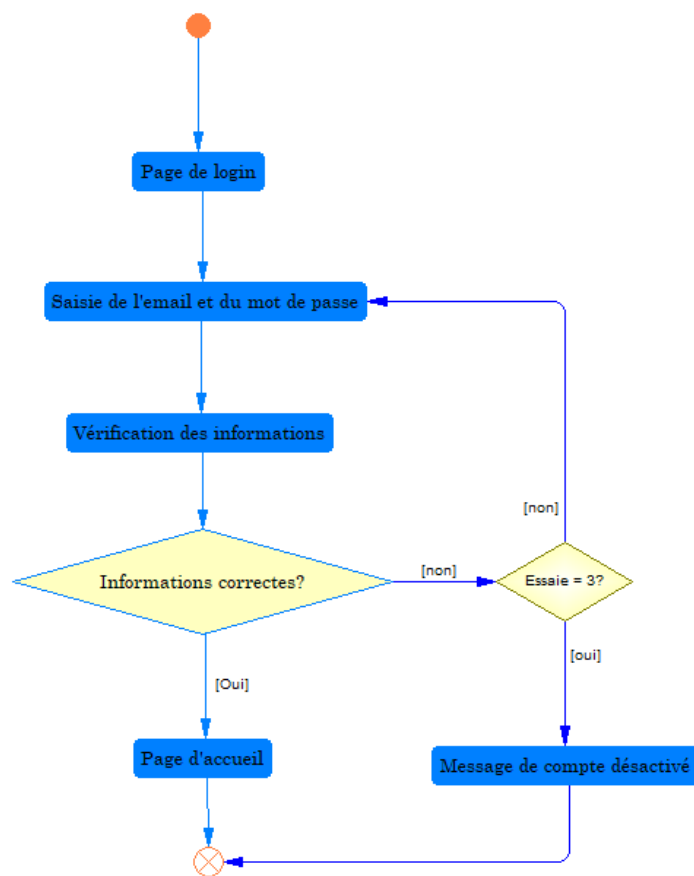 Page de login
Saisie de l'email et du mot de passe
Vérification des informations
[non]
Informations correctes?
[non]
Essaie = 3?
[Oui]
[oui]
Page d'accueil
Message de compte désactivé